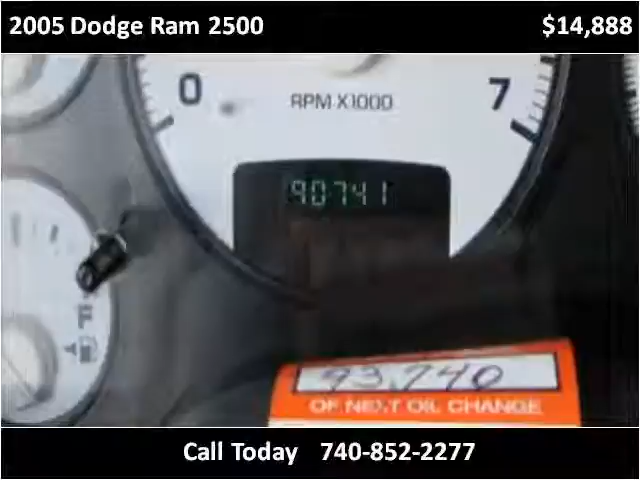 2005 Dodge Ram 2500 $14,888
0 7
RPM X1000
90741
F
93,740
OF NEXT OIL CHANGE
Call Today 740-852-2277